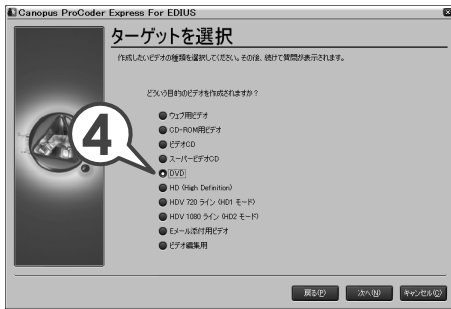 Canopus ProCoder Express For EDIUS
ターゲットを選択
作成したいビデオの種類を選択してください。その後、続けて質問が表示されます。
どういう目的のビデオを作成されますか？
ウェブ用ビデオ
CD-ROM用ビデオ
ビデオCD
スーパービデオCD
4
DVD
HD (High Definition)
HDV 720 ライン (HD1 モード)
HDV 1080 ライン (HD2 モード)
Eメール添付用ビデオ
ビデオ編集用
戻る(P) 次へ(N) キャンセル(C)